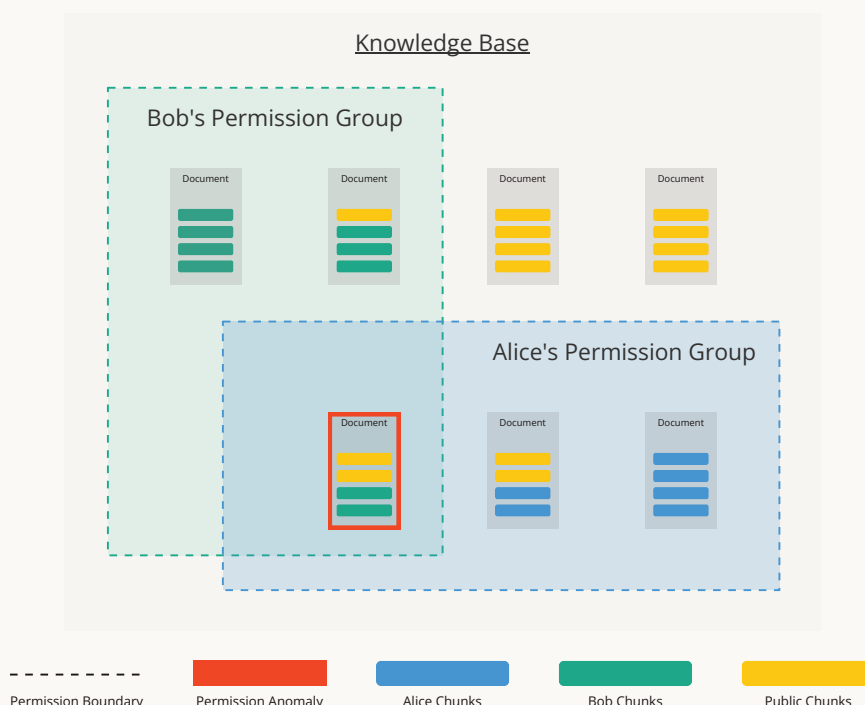 Knowledge Base
Bob's Permission Group
Document
Document
Document
Document
Alice's Permission Group
Document
Document
Document
Permission Boundary
Permission Anomaly
Alice Chunks
Bob Chunks
Public Chunks